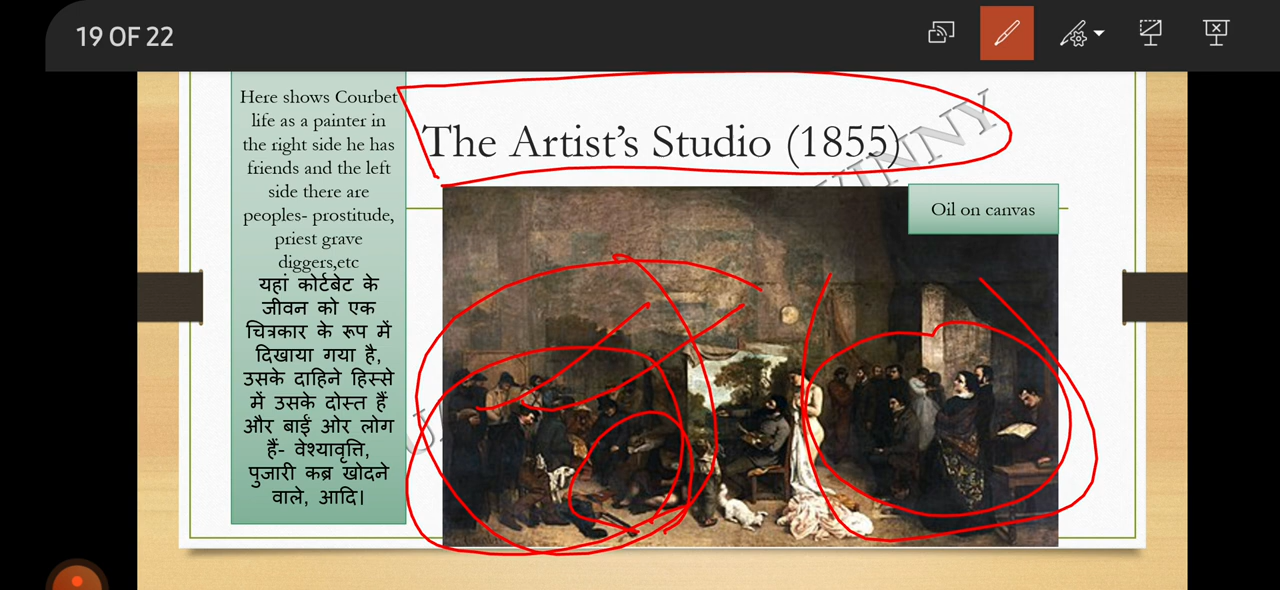 19 OF 22
Here shows Courbet
life as a painter in
the right side he has
friends and the left
side there are
peoples- prostitude,
priest grave
diggers,etc
यहां कोर्टबेट के
जीवन को एक
चित्रकार के रूप में
दिखाया गया है,
उसके दाहिने हिस्से
में उसके दोस्त हैं
और बाईं ओर लोग
हैं- वेश्यावृत्ति,
पुजारी कब्र खोदने
वाले, आदि।
The Artist’s Studio (1855)
Oil on canvas